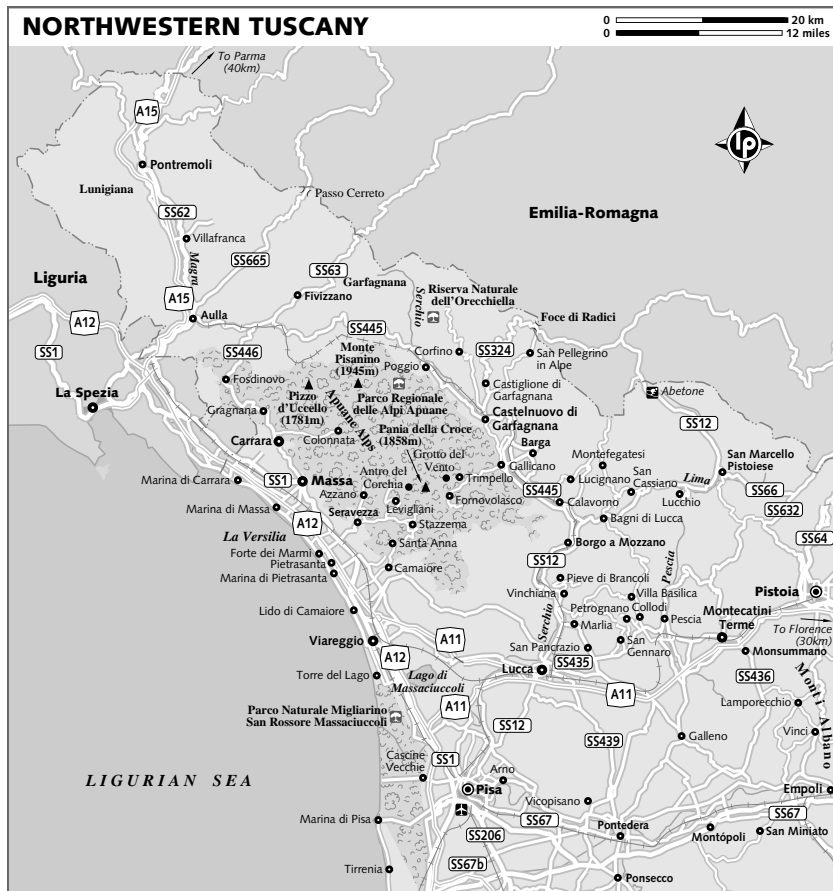 NORTHWESTERN TUSCANY
0 20 km
0 12 miles
To Parma
(40km)
A15
lp
Pontremoli
Lunigiana
Passo Cerreto
SS62
Emilia-Romagna
Villafranca
Magra
SS665
Liguria
SS63
Garfagnana
Riserva Naturale
dell'Orecchiella
Serchio
A15
Fivizzano
A12
Aulla
Foce di Radici
SS1
SS445
SS446
Monte
Pisanino
(1945m)
Corfino
SS324
San Pellegrino
in Alpe
Poggio
Fosdinovo
La Spezia
Pizzo
d'Uccello
(1781m)
Apuane Alps
Parco Regionale
delle Alpi Apuane
Castiglione di
Garfagnana
Abetone
Gragnana
Castelnuovo di
Garfagnana
SS12
Carrara
Colonnata
Pania della Croce
(1858m)
Barga
Grotto del
Vento
Montefegatesi
San Marcello
Pistoiese
Gallicano
Marina di Carrara
SS1
Massa
Antro del
Corchia
Trimpello
Lucignano
San
Cassiano
Lima
SS66
Azzano
Fornovolasco
SS445
Calavorno
Lucchio
Marina di Massa
Levigliani
SS632
Seravezza
A12
Stazzema
Bagni di Lucca
La Versilia
Santa Anna
Borgo a Mozzano
SS64
Forte dei Marmi
SS12
Pescia
Pietrasanta
Camaiore
Marina di Pietrasanta
Pieve di Brancoli
Pistoia
Vinchiana
Villa Basilica
Lido di Camaiore
Serchio
Petrognano
Collodi
Marlia
Pescia
Montecatini
Terme
To Florence
(30km)
Viareggio
A11
San Pancrazio
San
Gennaro
A12
Monsummano
Lucca
SS435
Torre del Lago
Lago di
Massaciuccoli
SS436
A11
Monti Albano
Parco Naturale Migliarino
San Rossore Massaciuccoli
A11
Lamporecchio
SS12
SS439
Galleno
Vinci
LIGURIAN SEA
Cascine
Vecchie
SS1
Arno
Empoli
Pisa
Vicopisano
Marina di Pisa
SS67
SS67
Pontedera
SS206
Montópoli
San Miniato
SS67b
Tirrenia
Ponsecco